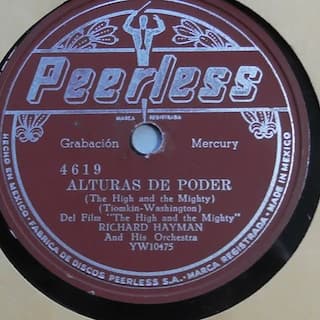 Peerless
MARCA REGISTRADA
Grabación Mercury
4619
ALTURAS DE PODER
(The High and the Mighty)
(Tiomkin-Washington)
Del Film "The High and the Mighty"
RICHARD HAYMAN
And His Orchestra
YW10475
HECHO EN MEXICO. - FABRICA DE DISCOS PEERLESS S.A. - MARCA REGISTRADA. - MADE IN MEXICO